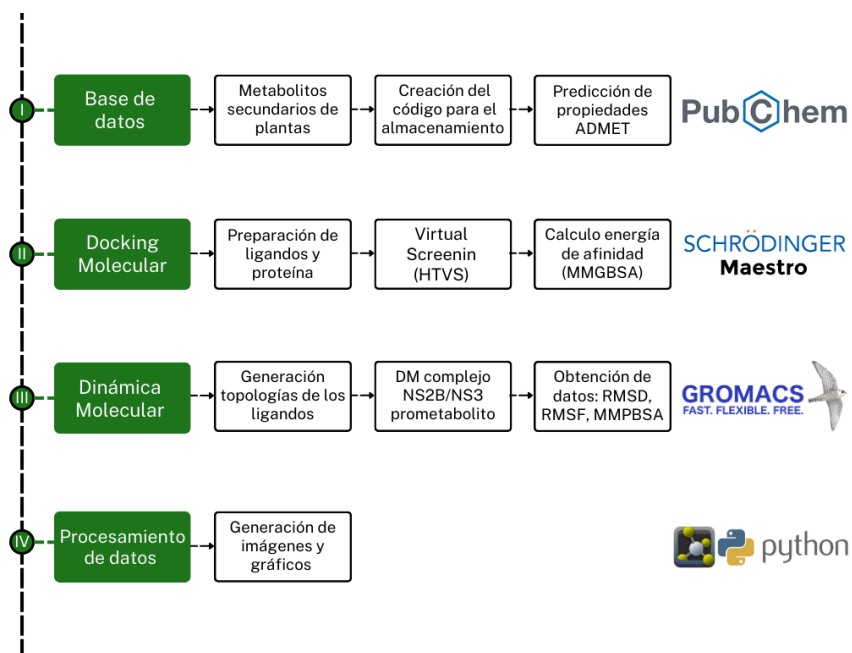 I
Base de
datos
Metabolitos
secundarios de
plantas
Creación del
código para el
almacenamiento
Predicción de
propiedades
ADMET
PubChem
II
Docking
Molecular
Preparación de
ligandos y
proteína
Virtual
Screenin
(HTVS)
Calculo energía
de afinidad
(MMGBSA)
SCHRÖDINGER
Maestro
III
Dinámica
Molecular
Generación
topologías de los
ligandos
DM complejo
NS2B/NS3
prometabolito
Obtención de
datos: RMSD,
RMSF, MMPBSA
GROMACS
FAST. FLEXIBLE. FREE.
IV
Procesamiento
de datos
Generación de
imágenes y
gráficos
python